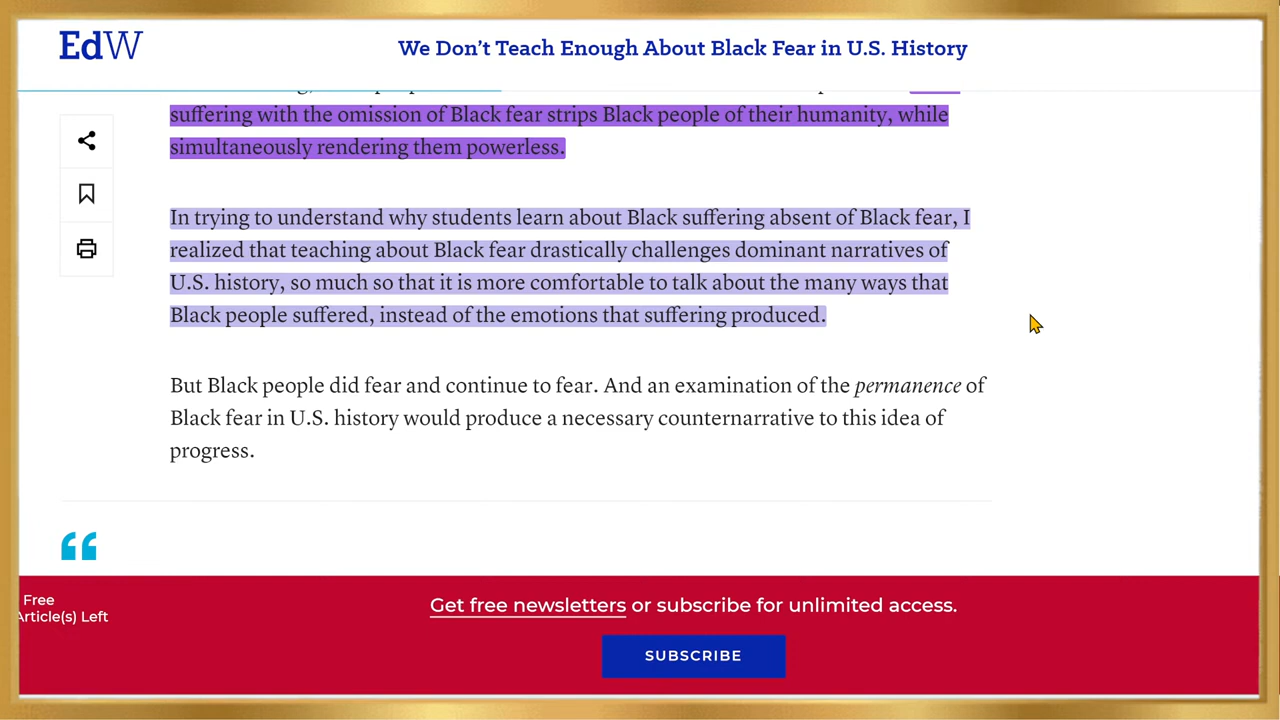 EdW
We Don't Teach Enough About Black Fear in U.S. History
suffering with the omission of Black fear strips Black people of their humanity, while
simultaneously rendering them powerless.
In trying to understand why students learn about Black suffering absent of Black fear, I
realized that teaching about Black fear drastically challenges dominant narratives of
U.S. history, so much so that it is more comfortable to talk about the many ways that
Black people suffered, instead of the emotions that suffering produced.
But Black people did fear and continue to fear. And an examination of the permanence of
Black fear in U.S. history would produce a necessary counternarrative to this idea of
progress.
“
Free
Article(s) Left
Get free newsletters or subscribe for unlimited access.
SUBSCRIBE